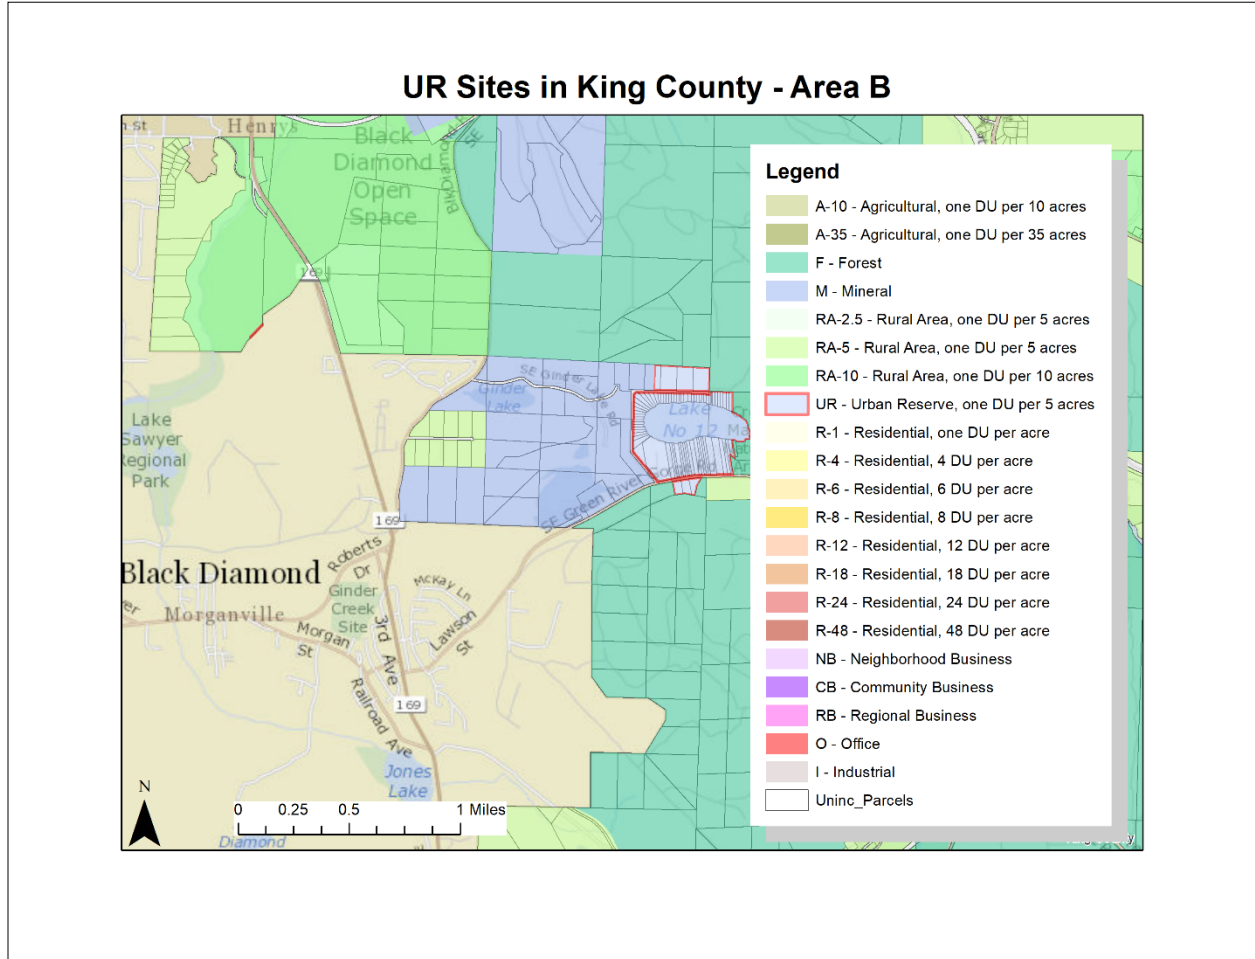 UR Sites in King County - Area B
n st
Henrys
Black
Diamond
Open
Space
SE
169
Legend
A-10 - Agricultural, one DU per 10 acres
A-35 - Agricultural, one DU per 35 acres
F - Forest
M - Mineral
RA-2.5 - Rural Area, one DU per 5 acres
RA-5 - Rural Area, one DU per 5 acres
RA-10 - Rural Area, one DU per 10 acres
UR - Urban Reserve, one DU per 5 acres
R-1 - Residential, one DU per acre
R-4 - Residential, 4 DU per acre
R-6 - Residential, 6 DU per acre
R-8 - Residential, 8 DU per acre
R-12 - Residential, 12 DU per acre
R-18 - Residential, 18 DU per acre
R-24 - Residential, 24 DU per acre
R-48 - Residential, 48 DU per acre
NB - Neighborhood Business
CB - Community Business
RB - Regional Business
O - Office
I - Industrial
Uninc_Parcels
SE Ginder Lake Rd
Ginder
Lake
Lake
No 12
Lake
Sawyer
Regional
Park
SE Green River Gorge Rd
169
Black Diamond
Roberts
Dr
Morganville
Ginder
Creek
Site
McKay Ln
Morgan
St
3rd Ave
Lawson
St
Railroad Ave
169
Jones
Lake
N
0 0.25 0.5 1 Miles
Diamond